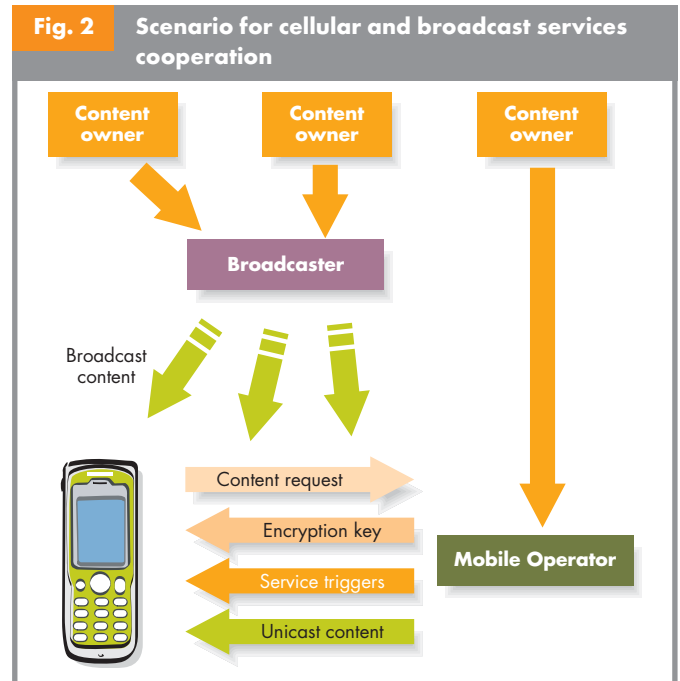 Fig. 2
Scenario for cellular and broadcast services
cooperation
Content
owner
Content
owner
Content
owner
Broadcaster
Broadcast
content
Content request
Encryption key
Mobile Operator
Service triggers
Unicast content